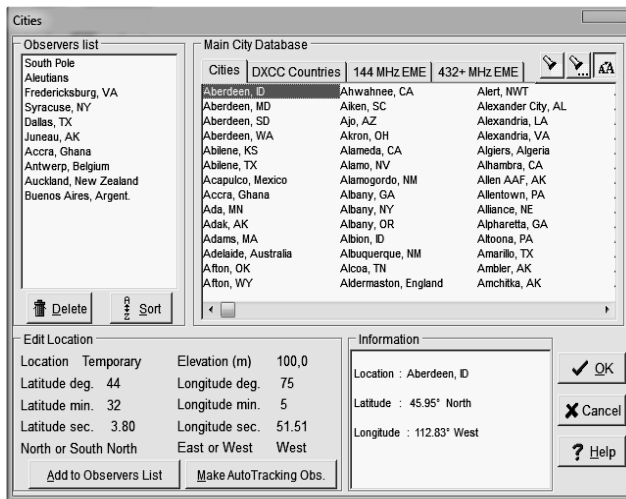 Cities
Observers list
South Pole
Aleutians
Fredericksburg, VA
Syracuse, NY
Dallas, TX
Juneau, AK
Accra, Ghana
Antwerp, Belgium
Auckland, New Zealand
Buenos Aires, Argent.
Delete
A Z Sort
Main City Database
Cities DXCC Countries 144 MHz EME 432+ MHz EME AA
Aberdeen, ID Ahwahnee, CA Alert, NWT
Aberdeen, MD Aiken, SC Alexander City, AL
Aberdeen, SD Ajo, AZ Alexandria, LA
Aberdeen, WA Akron, OH Alexandria, VA
Abilene, KS Alameda, CA Algiers, Algeria
Abilene, TX Alamo, NV Alhambra, CA
Acapulco, Mexico Alamogordo, NM Allen AAF, AK
Accra, Ghana Albany, GA Allentown, PA
Ada, MN Albany, NY Alliance, NE
Adak, AK Albany, OR Alpharetta, GA
Adams, MA Albion, ID Altoona, PA
Adelaide, Australia Albuquerque, NM Amarillo, TX
Afton, OK Alcoa, TN Ambler, AK
Afton, WY Aldermaston, England Amchitka, AK
Edit Location
Location Temporary Elevation (m) 100,0
Latitude deg. 44 Longitude deg. 75
Latitude min. 32 Longitude min. 5
Latitude sec. 3.80 Longitude sec. 51.51
North or South North East or West West
Add to Observers List Make AutoTracking Obs.
Information
Location : Aberdeen, ID
Latitude : 45.95° North
Longitude : 112.83° West
OK
Cancel
Help